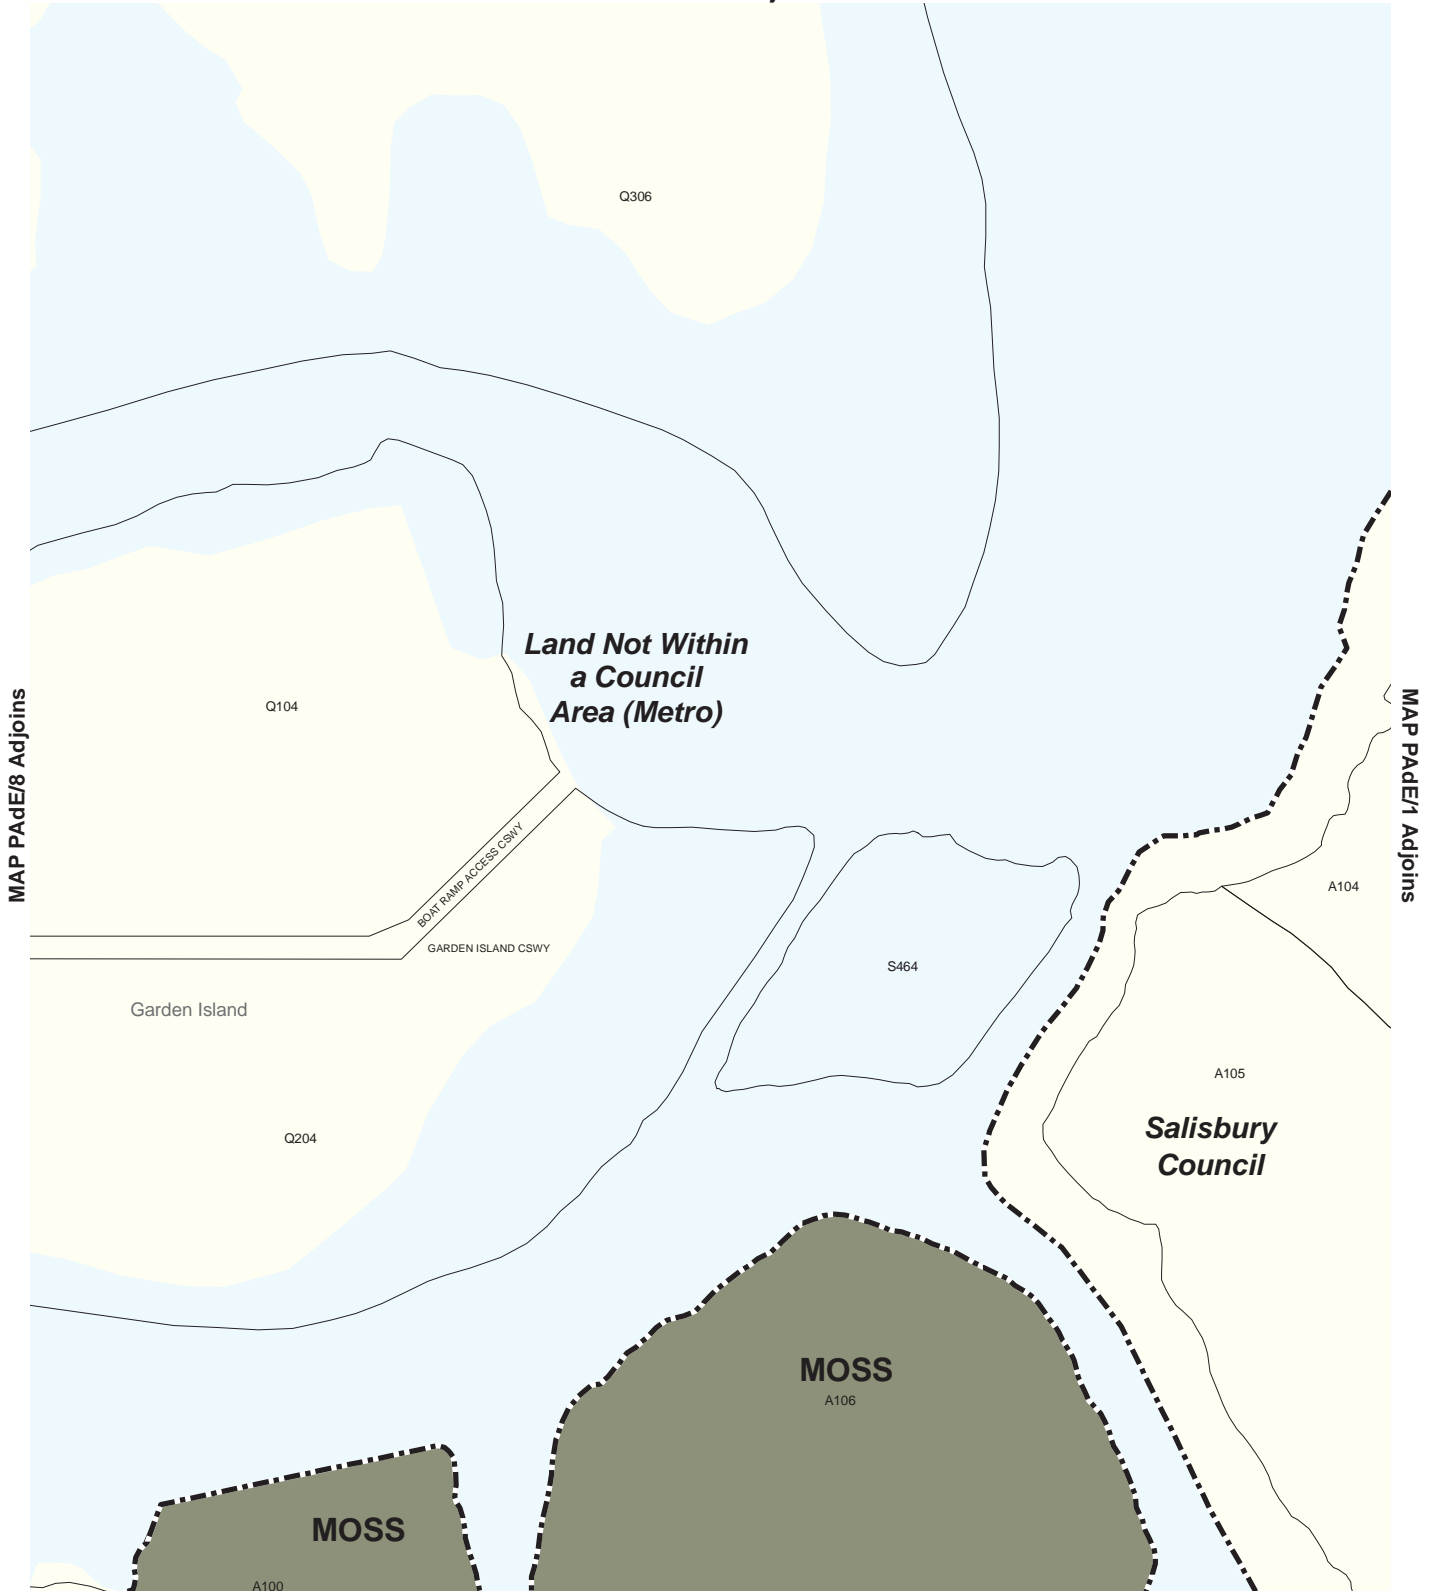 Q306
Land Not Within
a Council
Area (Metro)
Q104
MAP PAdE/8 Adjoins
MAP PAdE/1 Adjoins
BOAT RAMP ACCESS CSWY
A104
GARDEN ISLAND CSWY
S464
Garden Island
A105
Salisbury
Council
Q204
MOSS
A106
MOSS
A100